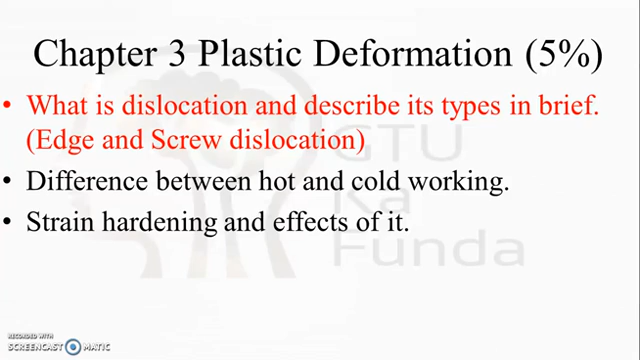 Chapter 3 Plastic Deformation (5%)
• What is dislocation and describe its types in brief.
(Edge and Screw dislocation)
• Difference between hot and cold working.
• Strain hardening and effects of it.
GTU
Ka
Funda
RECORDED WITH
SCREENCAST MATIC